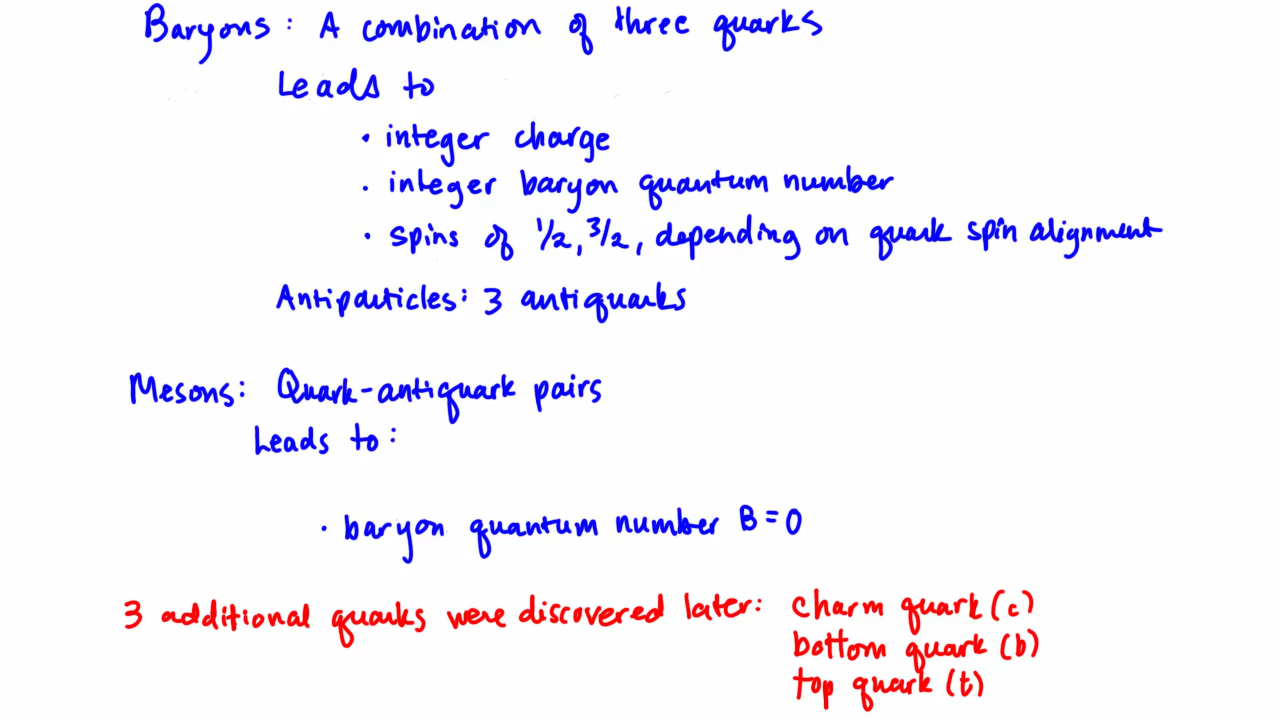 Baryons: A combination of three quarks
Leads to
• integer charge
• integer baryon quantum number
• spins of 1/2, 3/2, depending on quark spin alignment
Antiparticles: 3 antiquarks
Mesons: Quark-antiquark pairs
Leads to:
• baryon quantum number B = 0
3 additional quarks were discovered later: charm quark (c)
bottom quark (b)
top quark (t)